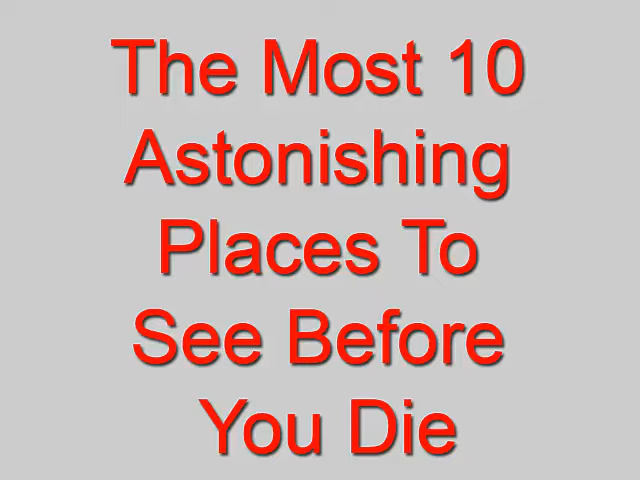 The Most 10
Astonishing
Places To
See Before
You Die